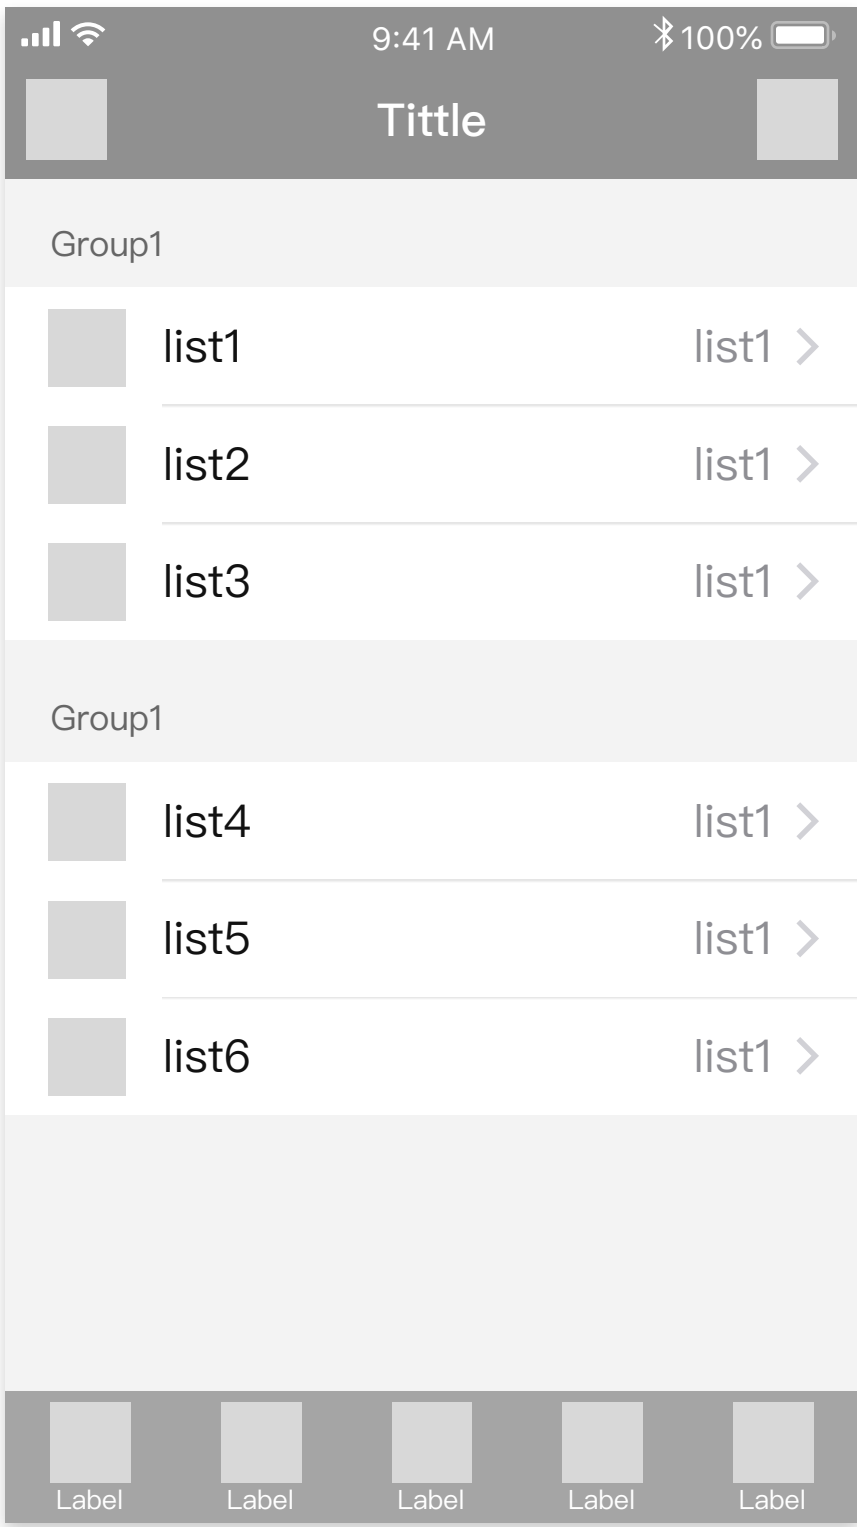 9:41 AM 100%
Tittle
Group1
list1 list1
list2 list1
list3 list1
Group1
list4 list1
list5 list1
list6 list1
Label Label Label Label Label